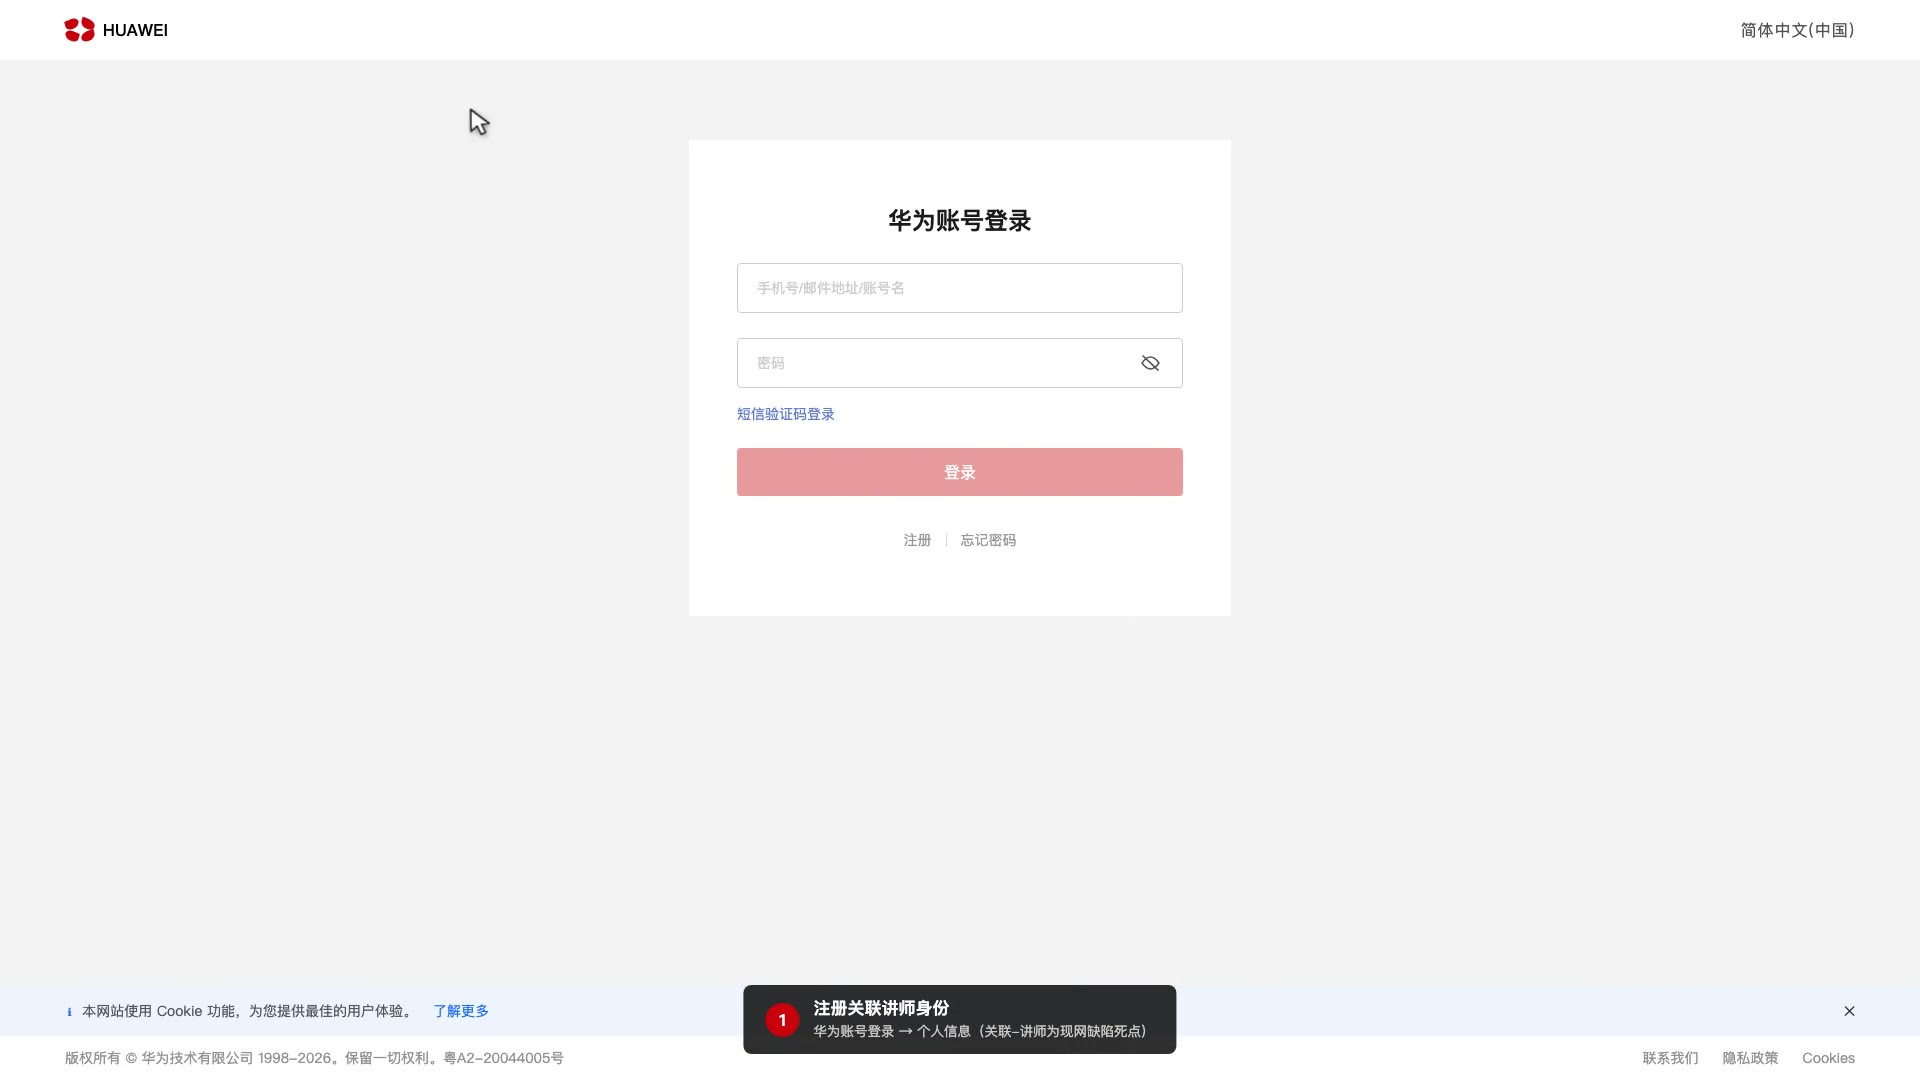 HUAWEI
简体中文(中国)
华为账号登录
手机号/邮件地址/账号名
密码
短信验证码登录
登录
注册
忘记密码
本网站使用 Cookie 功能，为您提供最佳的用户体验。 了解更多
1
注册关联讲师身份
华为账号登录 → 个人信息（关联-讲师为现网缺陷死点）
版权所有 © 华为技术有限公司 1998-2026。保留一切权利。粤A2-20044005号
联系我们 隐私政策 Cookies